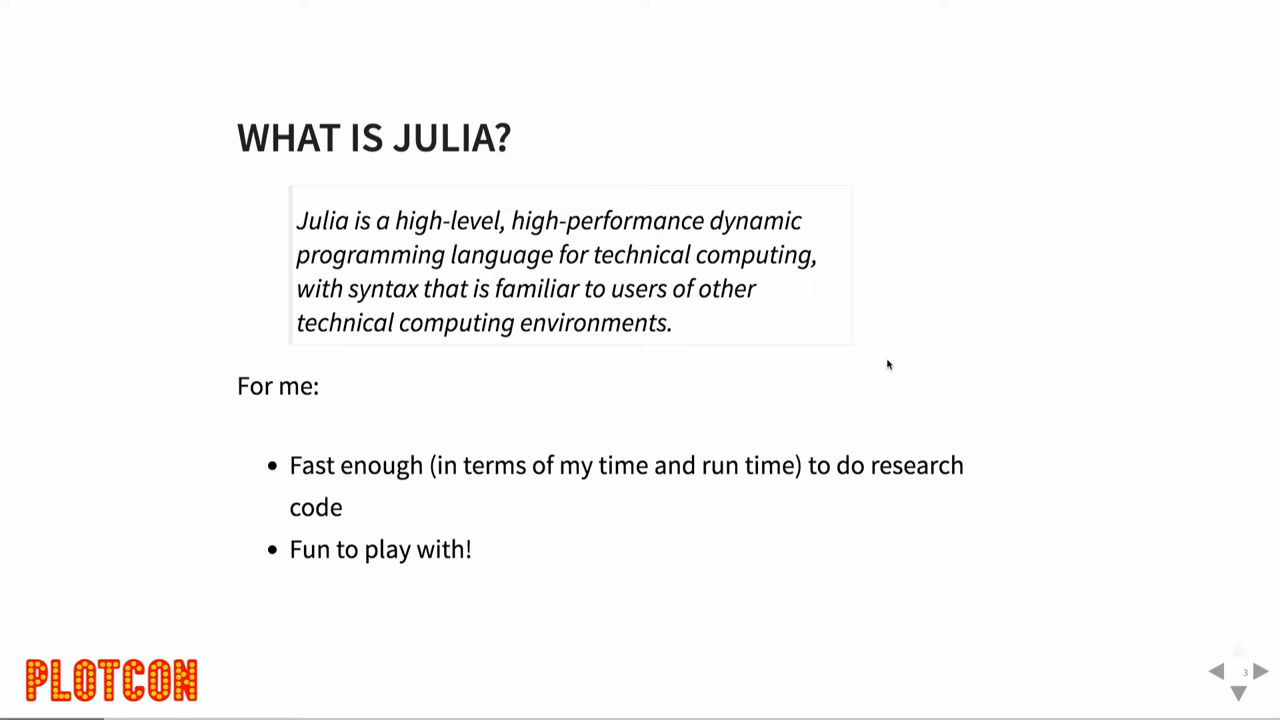 WHAT IS JULIA?
Julia is a high-level, high-performance dynamic
programming language for technical computing,
with syntax that is familiar to users of other
technical computing environments.
For me:
• Fast enough (in terms of my time and run time) to do research
code
• Fun to play with!
PLOTCON
3